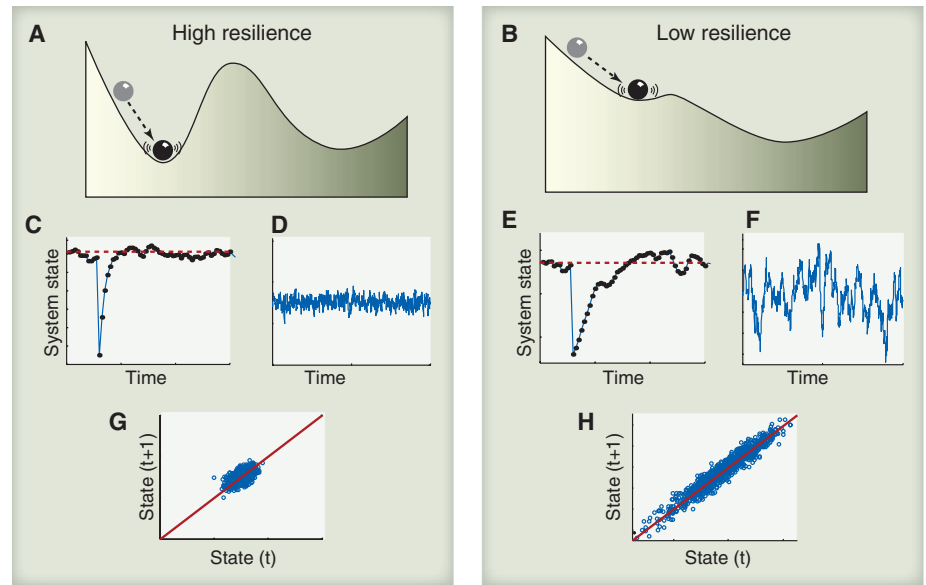 A High resilience
B Low resilience
C
D
System state
Time
Time
E
F
System state
Time
Time
G
State (t+1)
State (t)
H
State (t+1)
State (t)